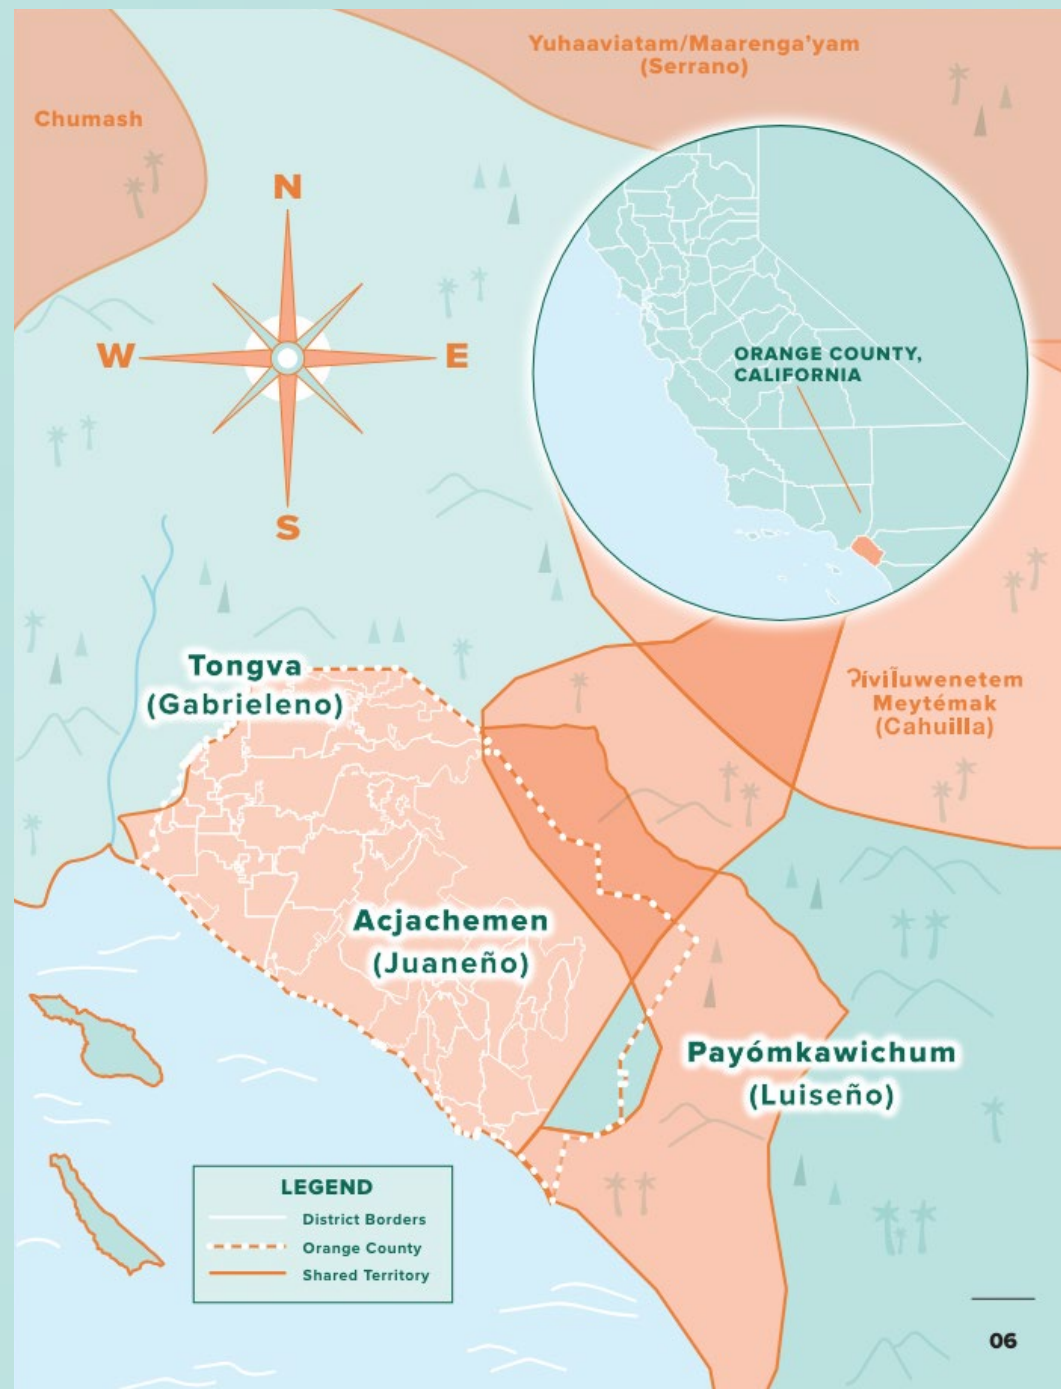 Yuhaaviatam/Maarenga'yam
(Serrano)
Chumash
N
W
E
S
ORANGE COUNTY,
CALIFORNIA
Ɂívil̃uwenetem
Meytémak
(Cahuilla)
Tongva
(Gabrieleno)
Acjachemen
(Juaneño)
Payómkawichum
(Luiseño)
LEGEND
District Borders
Orange County
Shared Territory
06